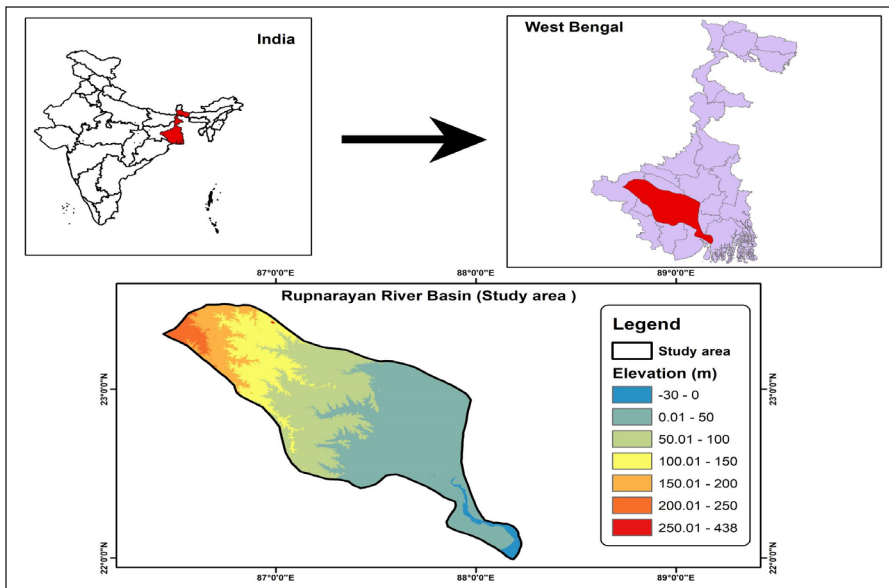 India
West Bengal
87°0'0"E
88°0'0"E
89°0'0"E
Rupnarayan River Basin (Study area )
23°0'0"N
22°0'0"N
23°0'0"N
22°0'0"N
Legend
Study area
Elevation (m)
-30 - 0
0.01 - 50
50.01 - 100
100.01 - 150
150.01 - 200
200.01 - 250
250.01 - 438
87°0'0"E
88°0'0"E
89°0'0"E